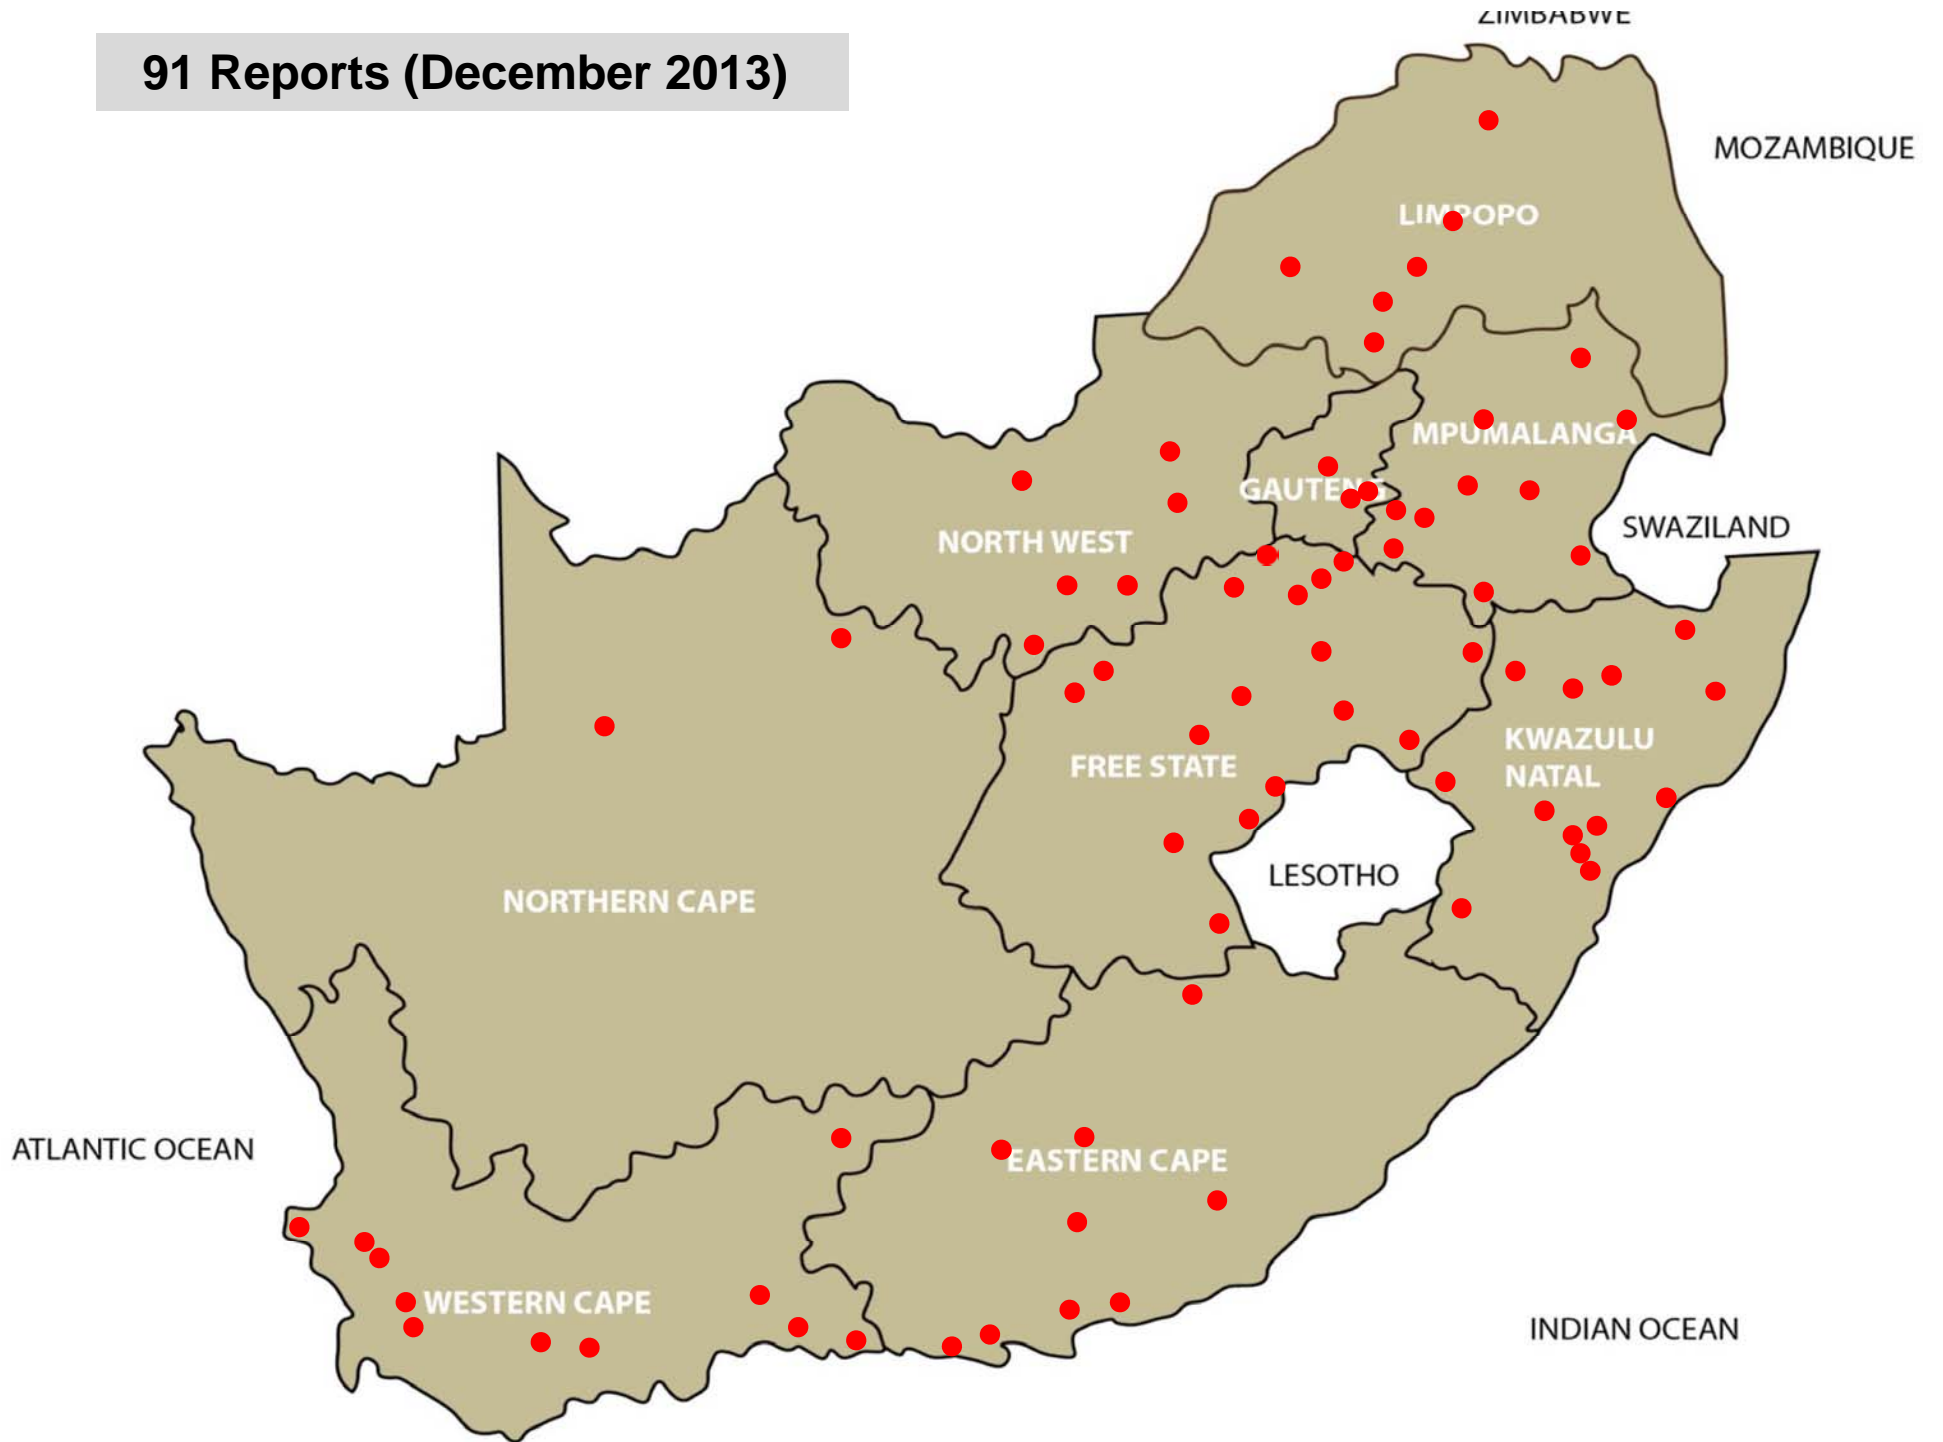 ZIMBABWE
91 Reports (December 2013)
MOZAMBIQUE
LIMPOPO
MPUMALANGA
GAUTENG
SWAZILAND
NORTH WEST
KWAZULU
NATAL
FREE STATE
LESOTHO
NORTHERN CAPE
ATLANTIC OCEAN
EASTERN CAPE
WESTERN CAPE
INDIAN OCEAN